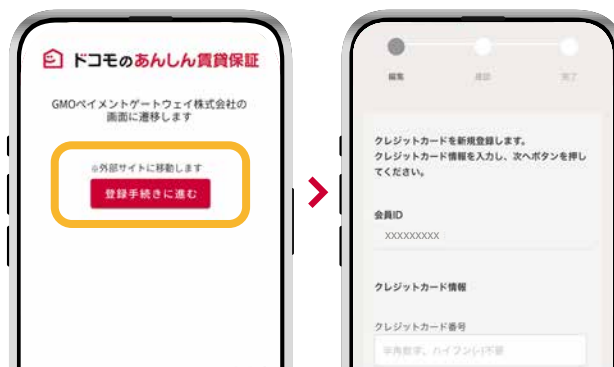 ドコモのあんしん賃貸保証
GMOペイメントゲートウェイ株式会社の
画面に遷移します
※外部サイトに移動します
登録手続きに進む
編集
確認
完了
クレジットカードを新規登録します。
クレジットカード情報を入力し、次へボタンを押し
てください。
会員ID
XXXXXXXXX
クレジットカード情報
クレジットカード番号
半角数字、ハイフン(-)不要